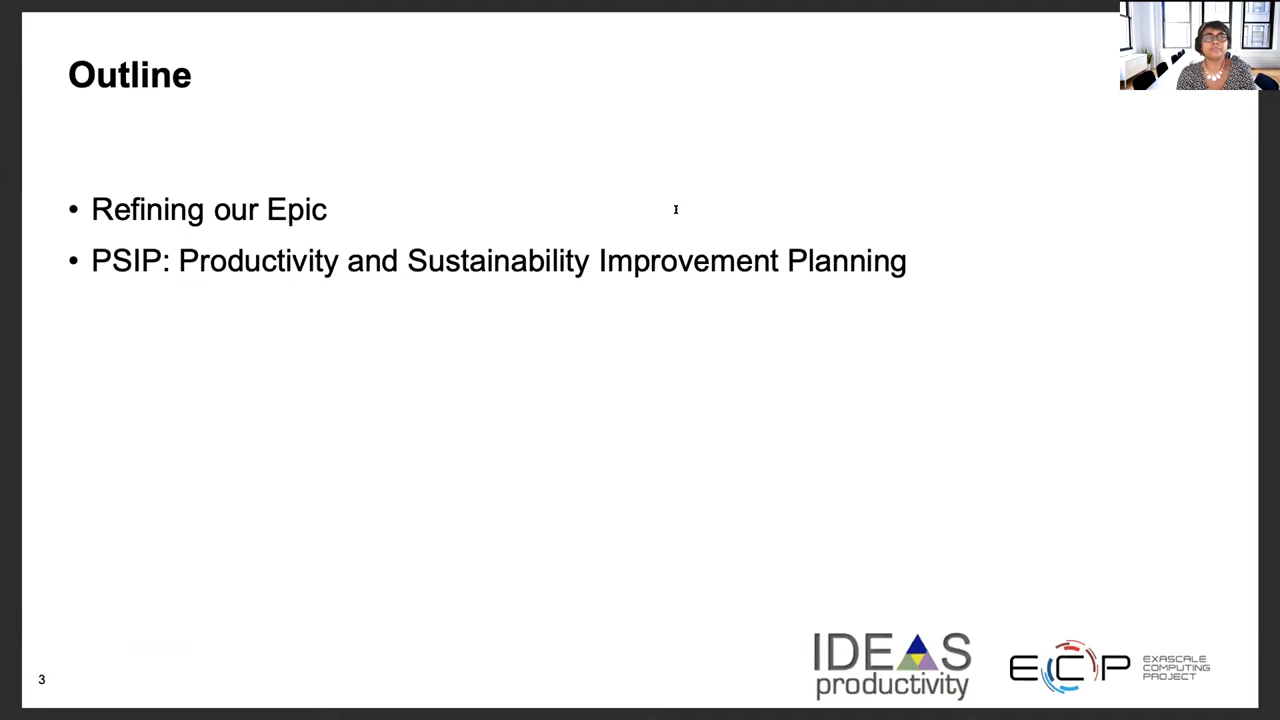 Outline
• Refining our Epic
• PSIP: Productivity and Sustainability Improvement Planning
3
IDEAS
productivity
ECP
EXASCALE
COMPUTING
PROJECT